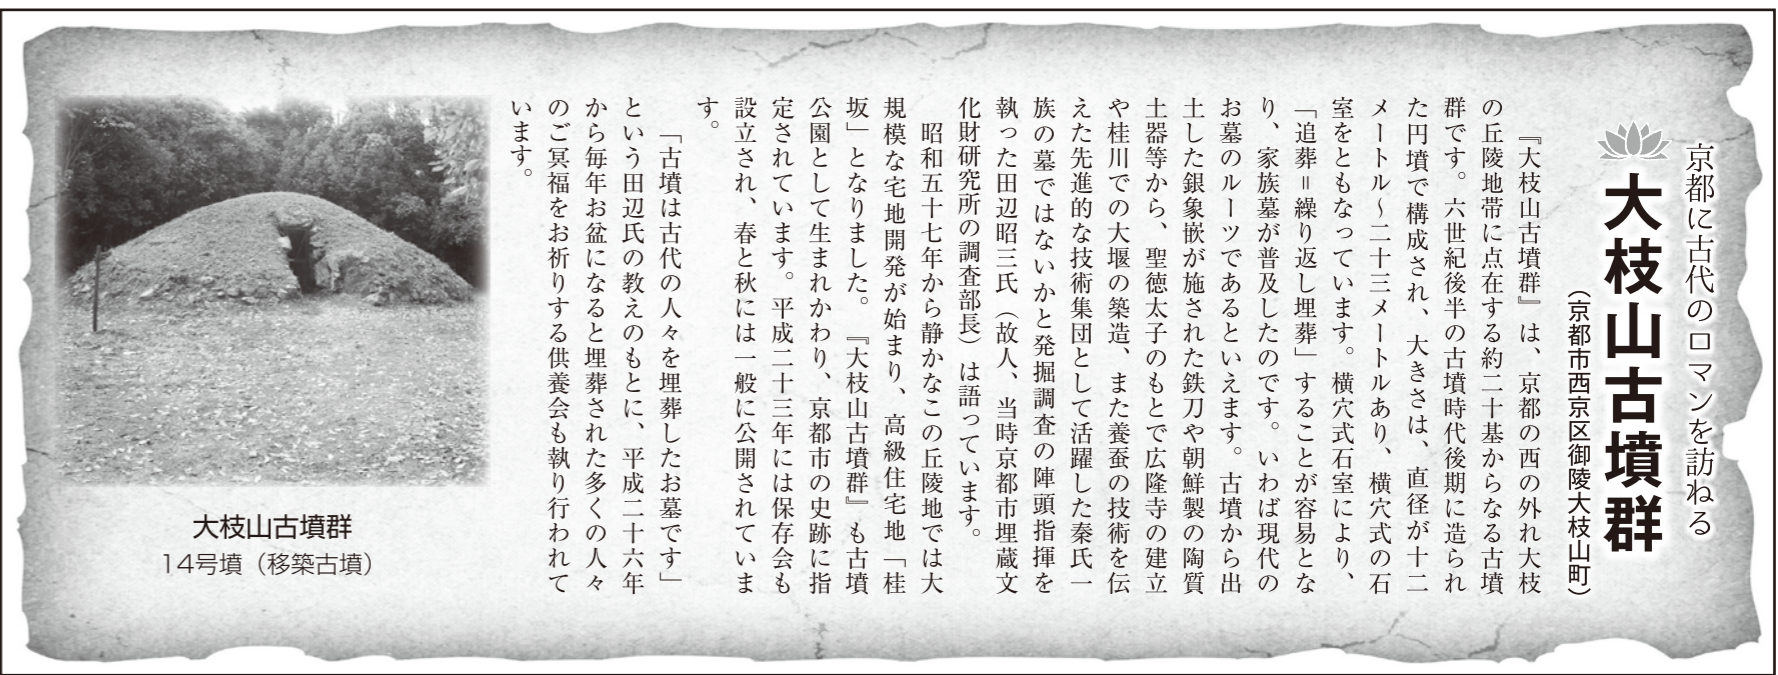 京都に古代のロマンを訪ねる
大枝山古墳群
（京都市西京区御陵大枝山町）
『大枝山古墳群』は、京都の西の外れ大枝
の丘陵地帯に点在する約二十基からなる古墳
群です。六世紀後半の古墳時代後期に造られ
た円墳で構成され、大きさは、直径が十二
メートル～二十三メートルあり、横穴式の石
室をともなっています。横穴式石室により、
「追葬＝繰り返し埋葬」することが容易とな
り、家族墓が普及したのです。いわば現代の
お墓のルーツであるといえます。古墳から出
土した銀象嵌が施された鉄刀や朝鮮製の陶質
土器等から、聖徳太子のもとで広隆寺の建立
や桂川での大堰の築造、また養蚕の技術を伝
えた先進的な技術集団として活躍した秦氏一
族の墓ではないかと発掘調査の陣頭指揮を
執った田辺昭三氏（故人、当時京都市埋蔵文
化財研究所の調査部長）は語っています。
昭和五十七年から静かなこの丘陵地では大
規模な宅地開発が始まり、高級住宅地「桂
坂」となりました。『大枝山古墳群』も古墳
公園として生まれかわり、京都市の史跡に指
定されています。平成二十三年には保存会も
設立され、春と秋には一般に公開されていま
す。
「古墳は古代の人々を埋葬したお墓です」
という田辺氏の教えのもとに、平成二十六年
から毎年お盆になると埋葬された多くの人々
のご冥福をお祈りする供養会も執り行われて
います。
大枝山古墳群
14号墳（移築古墳）